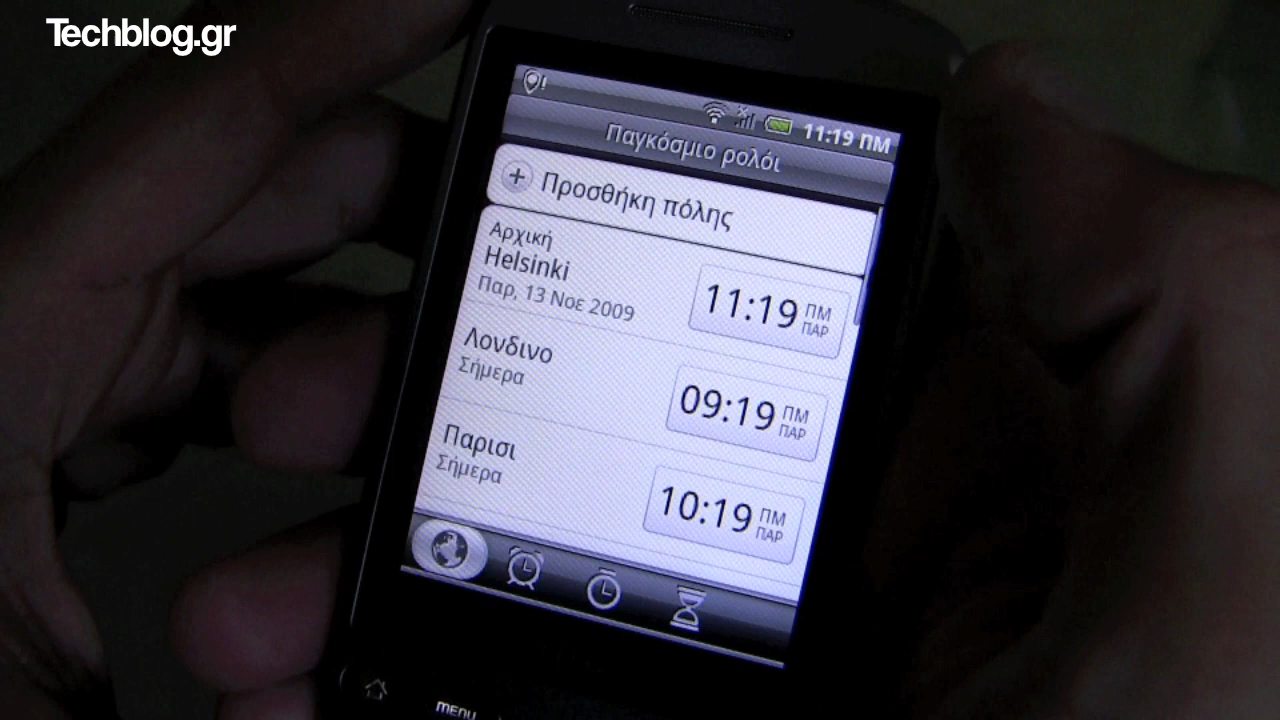 Techblog.gr
11:19 ΠΜ
Παγκόσμιο ρολόι
Προσθήκη πόλης
Αρχική
Helsinki
Παρ, 13 Νοε 2009
11:19 ΠΜ
ΠΑΡ
Λονδινο
Σήμερα
09:19 ΠΜ
ΠΑΡ
Παρισι
Σήμερα
10:19 ΠΜ
ΠΑΡ
MENU